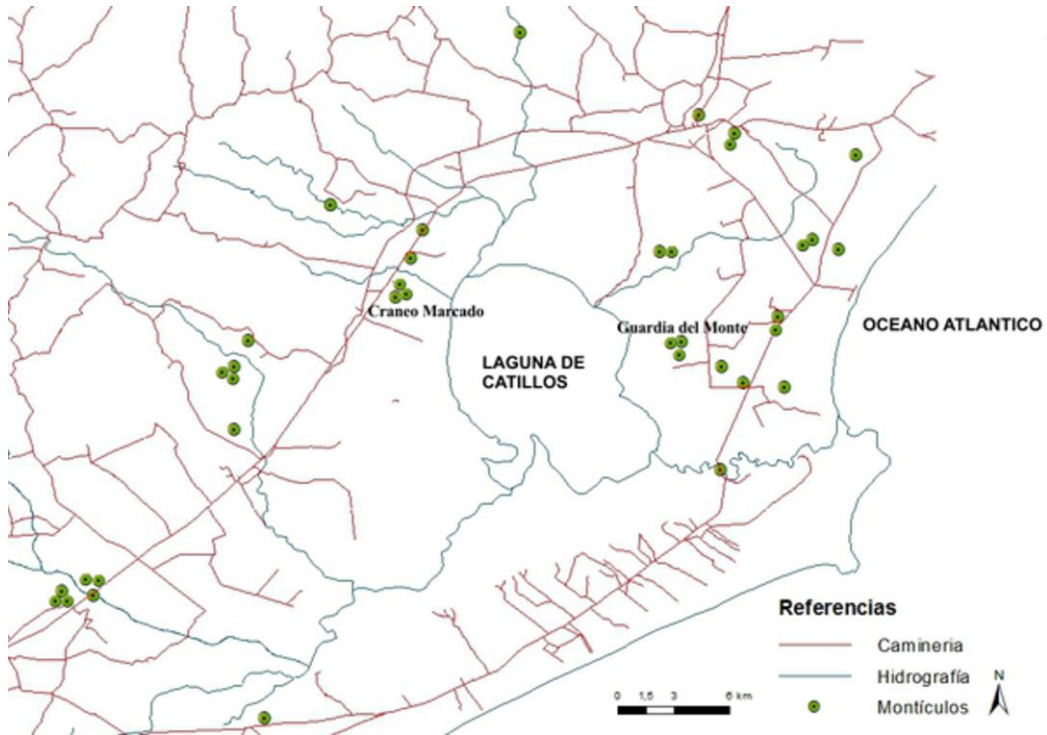 Craneo Marcado
Guardia del Monte
OCEANO ATLANTICO
LAGUNA DE
CATILLOS
Referencias
Camineria
Hidrografía
Montículos
N
0 1,5 3 6 km